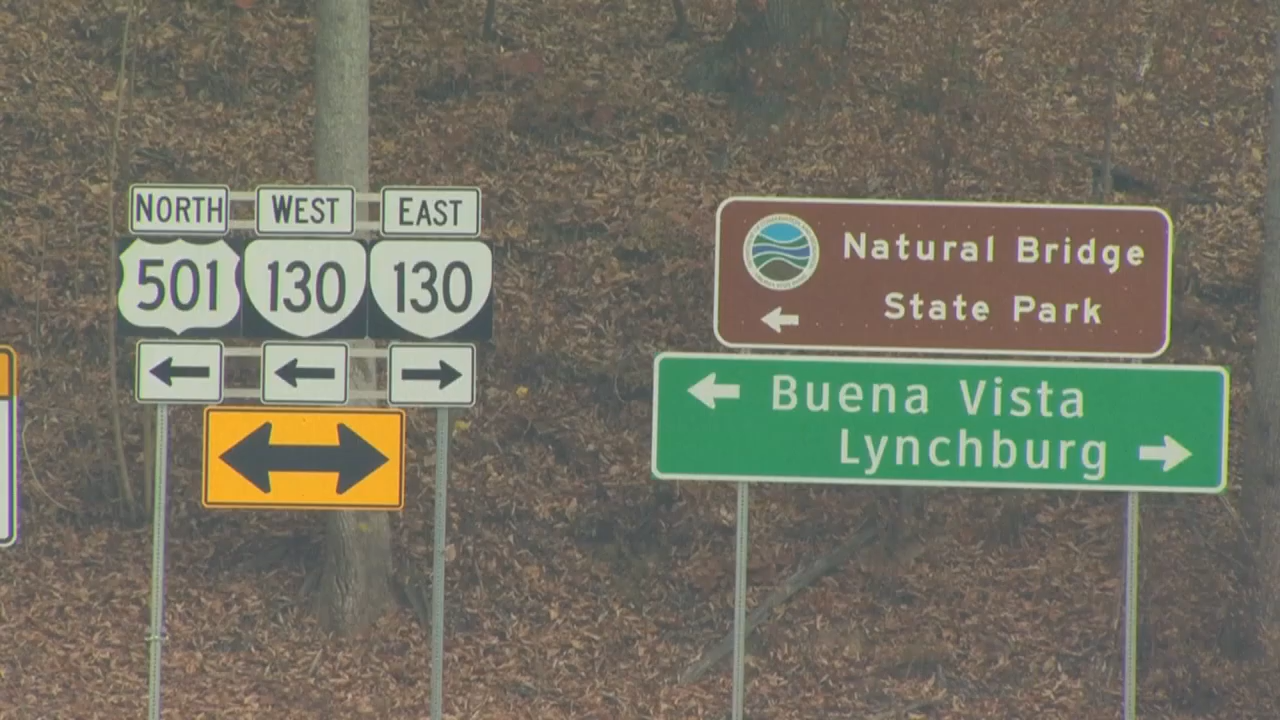 NORTH
WEST
EAST
501
130
130
Natural Bridge
State Park
Buena Vista
Lynchburg